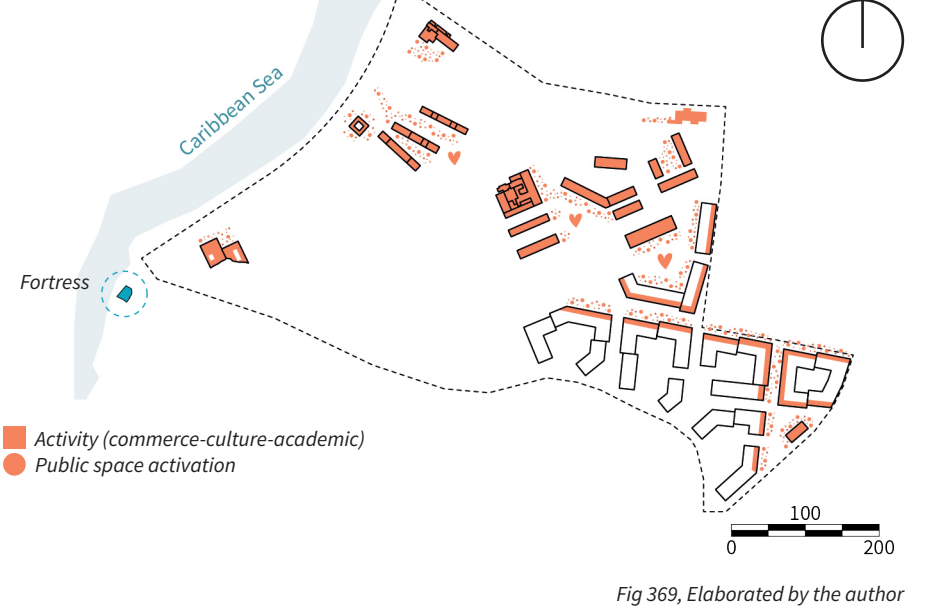 Caribbean Sea
Fortress
Activity (commerce-culture-academic)
Public space activation
100
0 200
Fig 369, Elaborated by the author